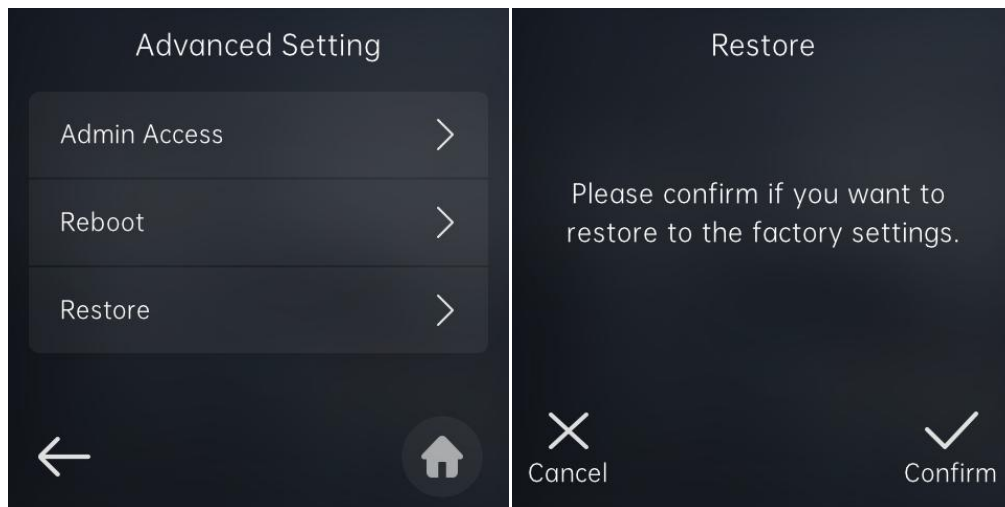 Advanced Setting
Admin Access
Reboot
Restore
Restore
Please confirm if you want to
restore to the factory settings.
Cancel
Confirm